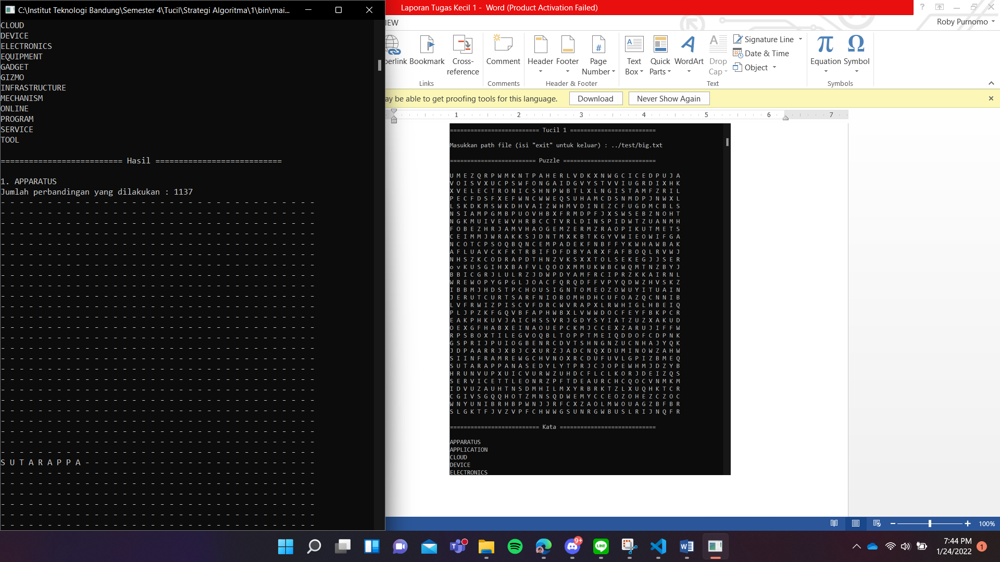 C:\Institut Teknologi Bandung\Semester 4\Tucil\Strategi Algoritma\1\bin\mai...
CLOUD
DEVICE
ELECTRONICS
EQUIPMENT
GADGET
GIZMO
INFRASTRUCTURE
MECHANISM
ONLINE
PROGRAM
SERVICE
TOOL
========================== Hasil ===========================
1. APPARATUS
Jumlah perbandingan yang dilakukan : 1137
S U T A R A P P A - - - - - - - - - - - - - - - - - - - - - - - - -
Laporan Tugas Kecil 1 - Word (Product Activation Failed)
IEW
Roby Purnomo
perlink
Bookmark
Cross-reference
Links
Comment
Comments
Header
Footer
Page Number
Header & Footer
Text Box
Quick Parts
WordArt
Drop Cap
Signature Line
Date & Time
Object
Text
Equation
Symbol
Symbols
ay be able to get proofing tools for this language.
Download
Never Show Again
1 2 3 4 5 6 7
========================== Tucil 1 =========================
Masukkan path file (isi "exit" untuk keluar) : ../test/big.txt
========================= Puzzle ===========================
U M E Z Q R P W M K N T P A H E R L V D K X N W G C I C E D P U J A
V O I S V X U C P S W F O N G A I D G V Y S T V V I U G R D I X H K
X V E L E C T R O N I C S H N P W B T L X L N G I S T A M F Z R I L
P E C F D S F X E F W N C W W E Q S U H A M C D S N M D P J N W X L
L S K D K M S W K D H V A I Z W H M V D I N E Z C F U G D M C B L S
N S I A M P G M B P U O V H B X F R M D P F J X S W S E B Z N O H T
N G K M U I V E W V H R B C C T V R L D I N S P I D W T Z U A N M H
F O B E Z H R J A M V H A O G E M Z E R M Z R A O P I K U T M E T S
C E I M M J W R A K K S J D N T M X K B T K G Y V W I E O W I F G A
N C O T C P S O Q B Q N C E M P A D E K F N B F F Y K W H A W B A K
A F L U A V C K F K T R B I F D F D B Y A R X F A F B O Q L R V W J
N H S Z K C O D R A P D T H N Z V K S X X T O L S E K E G J J S E R
o v K U S G I H X B A F V L Q O O X M M U K W B C W Q M T N Z B Y J
B B I C G R J L U L R Z J D W P D Y A M F R C I P R Z K K A I R N L
W R E W O P Y G P G L J O A C F Q R Q D F F V P Y Q D W Z H V S K Z
I B B M J H D S T P C H O U S I G N T O M E O Z O W U Y I T U A I N
J E R U T C U R T S A R F N I O B O M H D H C U F O A Z Q C N N I B
L V F R W I Z P I S C V F D R C W V R A P X L R W H I G L H B E I Q
P L J P Z K F G Q V B F A P H W B X L V W W D O C F E Y F B K P C R
E A K P H K U V J A I C H S S V R J G D Y S Y I A T Z U Z X A K U D
O E X G F H A B X E I N A O U E P C K M J C C E X Z A R U J I F F W
R P S B O X T I L E G V O Q B L T O P P T M E I Q D D O F C D P N K
G S P R I J P U I O G B E N R C D V T S H N G N Z U C N H A J Y Q K
J D P A A R R J X B J C X U R Z J A D C N Q X D U M I N O W Z A H W
S I I N F R A M R E W G C H V N O X R C D U F U V L G P I Z B M E Q
S U T A R A P P A N A S E D Y L Y T P R J C J O P E W H M J D Z Y B
H R U N V U P X U I C V U R W Z U H D C F L C L K O R J D E I Z Q S
S E R V I C E T T L E O N R Z P F T D E A U R C H C Q O C V N M K M
I D V U Z A U H T N S D M H I L M X Y R B R K T Z L X U Q H K T C R
C G I V S G Q Q H O T Z M N S Q D W E M Y C C E O Z O H E Z C Z O C
W N Y U N I B R H B P W N J J R F C X Z A O L M W O U A G Z B F B R
S L G K T F J V Z V P F C H W W G S U N R G W B U S L R I J N Q F R
========================== Kata ============================
APPARATUS
APPLICATION
CLOUD
DEVICE
ELECTRONICS
100%
9+
7:44 PM
1/24/2022
1